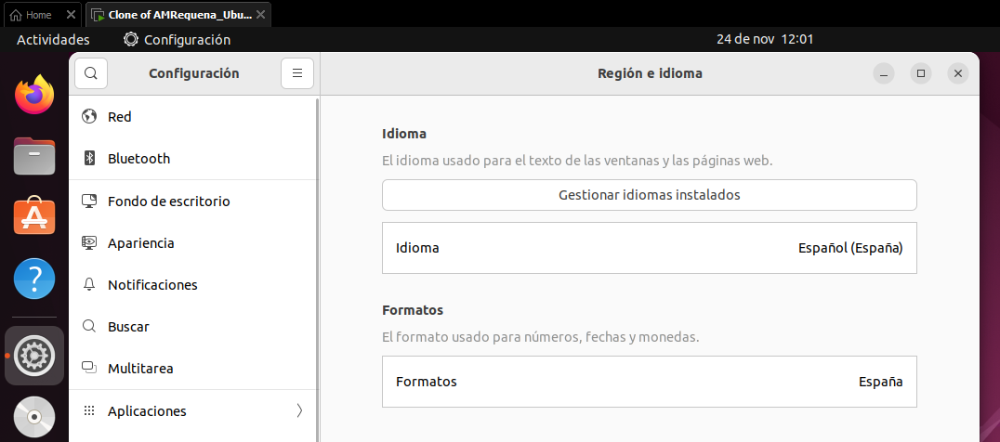 Home
Clone of AMRequena_Ubu...
Actividades
Configuración
24 de nov 12:01
Configuración
Región e idioma
Red
Bluetooth
Fondo de escritorio
Apariencia
Notificaciones
Buscar
Multitarea
Aplicaciones
Idioma
El idioma usado para el texto de las ventanas y las páginas web.
Gestionar idiomas instalados
Idioma Español (España)
Formatos
El formato usado para números, fechas y monedas.
Formatos España